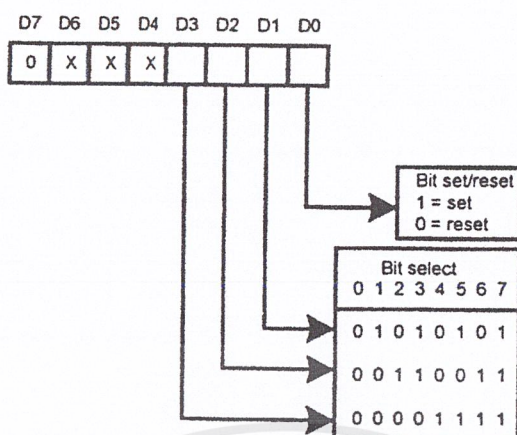 D7 D6 D5 D4 D3 D2 D1 D0
0 X X X
Bit set/reset
1 = set
0 = reset
Bit select
0 1 2 3 4 5 6 7
0 1 0 1 0 1 0 1
0 0 1 1 0 0 1 1
0 0 0 0 1 1 1 1